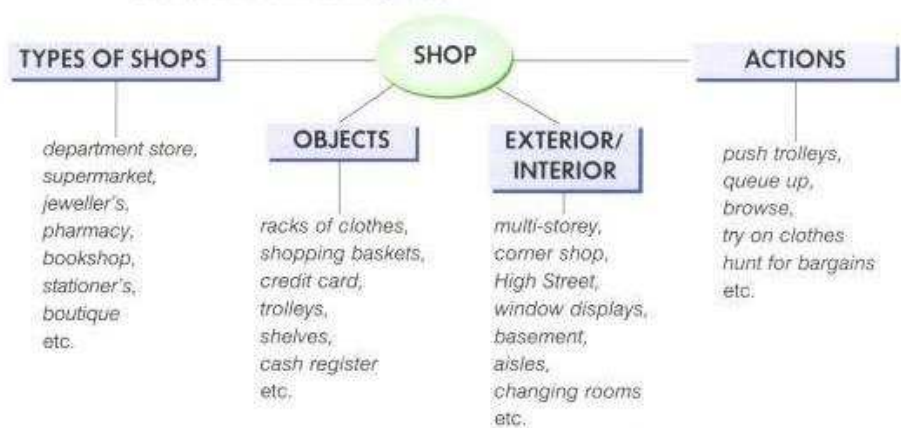 SHOP
TYPES OF SHOPS
department store,
supermarket,
jeweller's,
pharmacy,
bookshop,
stationer's,
boutique
etc.
OBJECTS
racks of clothes,
shopping baskets,
credit card,
trolleys,
shelves,
cash register
etc.
EXTERIOR/
INTERIOR
multi-storey,
corner shop,
High Street,
window displays,
basement,
aisles,
changing rooms
etc.
ACTIONS
push trolleys,
queue up,
browse,
try on clothes
hunt for bargains
etc.